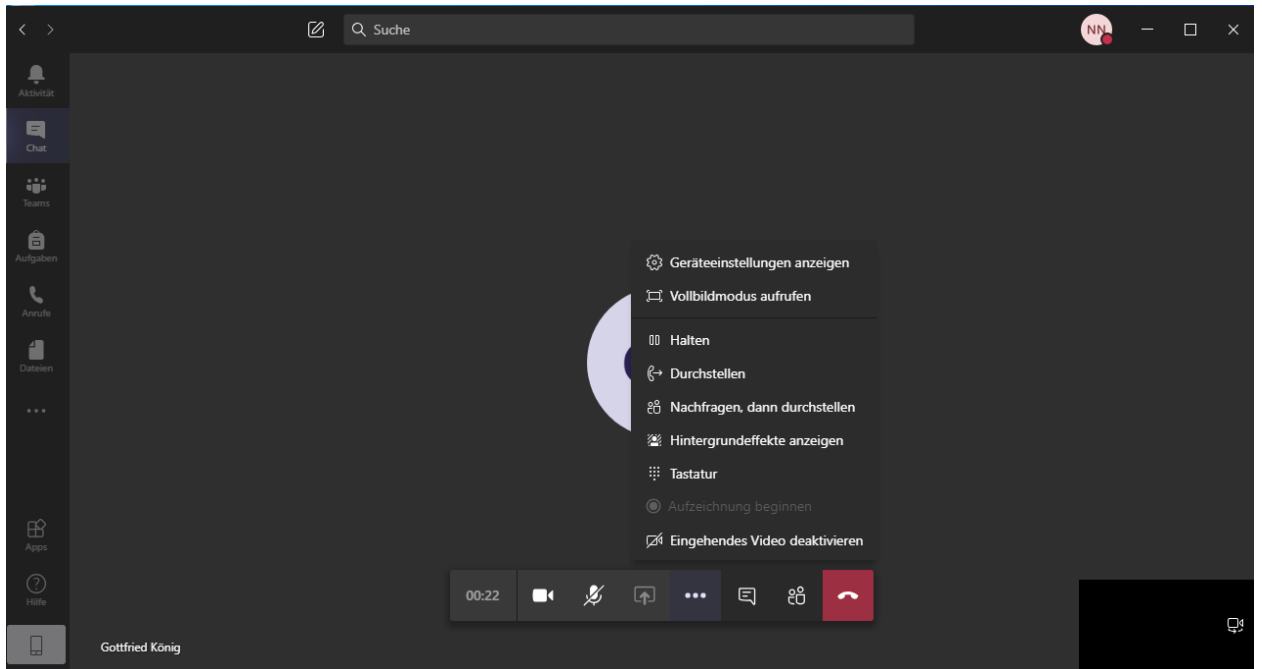 Suche
NN
Aktivität
Chat
Teams
Aufgaben
Anrufe
Dateien
Apps
Hilfe
Geräteeinstellungen anzeigen
Vollbildmodus aufrufen
Halten
Durchstellen
Nachfragen, dann durchstellen
Hintergrundeffekte anzeigen
Tastatur
Aufzeichnung beginnen
Eingehendes Video deaktivieren
00:22
Gottfried König